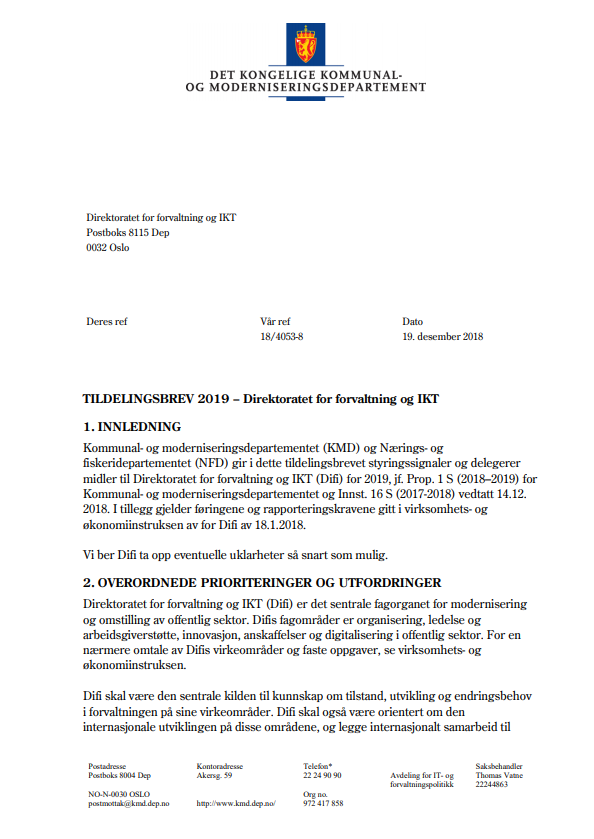 DET KONGELIGE KOMMUNAL-
OG MODERNISERINGSDEPARTEMENT
Direktoratet for forvaltning og IKT
Postboks 8115 Dep
0032 Oslo
Deres ref Vår ref Dato
18/4053-8 19. desember 2018
TILDELINGSBREV 2019 – Direktoratet for forvaltning og IKT
1. INNLEDNING
Kommunal- og moderniseringsdepartementet (KMD) og Nærings- og
fiskeridepartementet (NFD) gir i dette tildelingsbrevet styringssignaler og delegerer
midler til Direktoratet for forvaltning og IKT (Difi) for 2019, jf. Prop. 1 S (2018–2019) for
Kommunal- og moderniseringsdepartementet og Innst. 16 S (2017-2018) vedtatt 14.12.
2018. I tillegg gjelder føringene og rapporteringskravene gitt i virksomhets- og
økonomiinstruksen av for Difi av 18.1.2018.
Vi ber Difi ta opp eventuelle uklarheter så snart som mulig.
2. OVERORDNEDE PRIORITERINGER OG UTFORDRINGER
Direktoratet for forvaltning og IKT (Difi) er det sentrale fagorganet for modernisering
og omstilling av offentlig sektor. Difis fagområder er organisering, ledelse og
arbeidsgiverstøtte, innovasjon, anskaffelser og digitalisering i offentlig sektor. For en
nærmere omtale av Difis virkeområder og faste oppgaver, se virksomhets- og
økonomiinstruksen.
Difi skal være den sentrale kilden til kunnskap om tilstand, utvikling og endringsbehov
i forvaltningen på sine virkeområder. Difi skal også være orientert om den
internasjonale utviklingen på disse områdene, og legge internasjonalt samarbeid til
Postadresse Kontoradresse Telefon* Saksbehandler
Postboks 8004 Dep Akersg. 59 22 24 90 90 Avdeling for IT- og Thomas Vatne
forvaltningspolitikk 22244863
NO-N-0030 OSLO Org no.
postmottak@kmd.dep.no http://www.kmd.dep.no/ 972 417 858